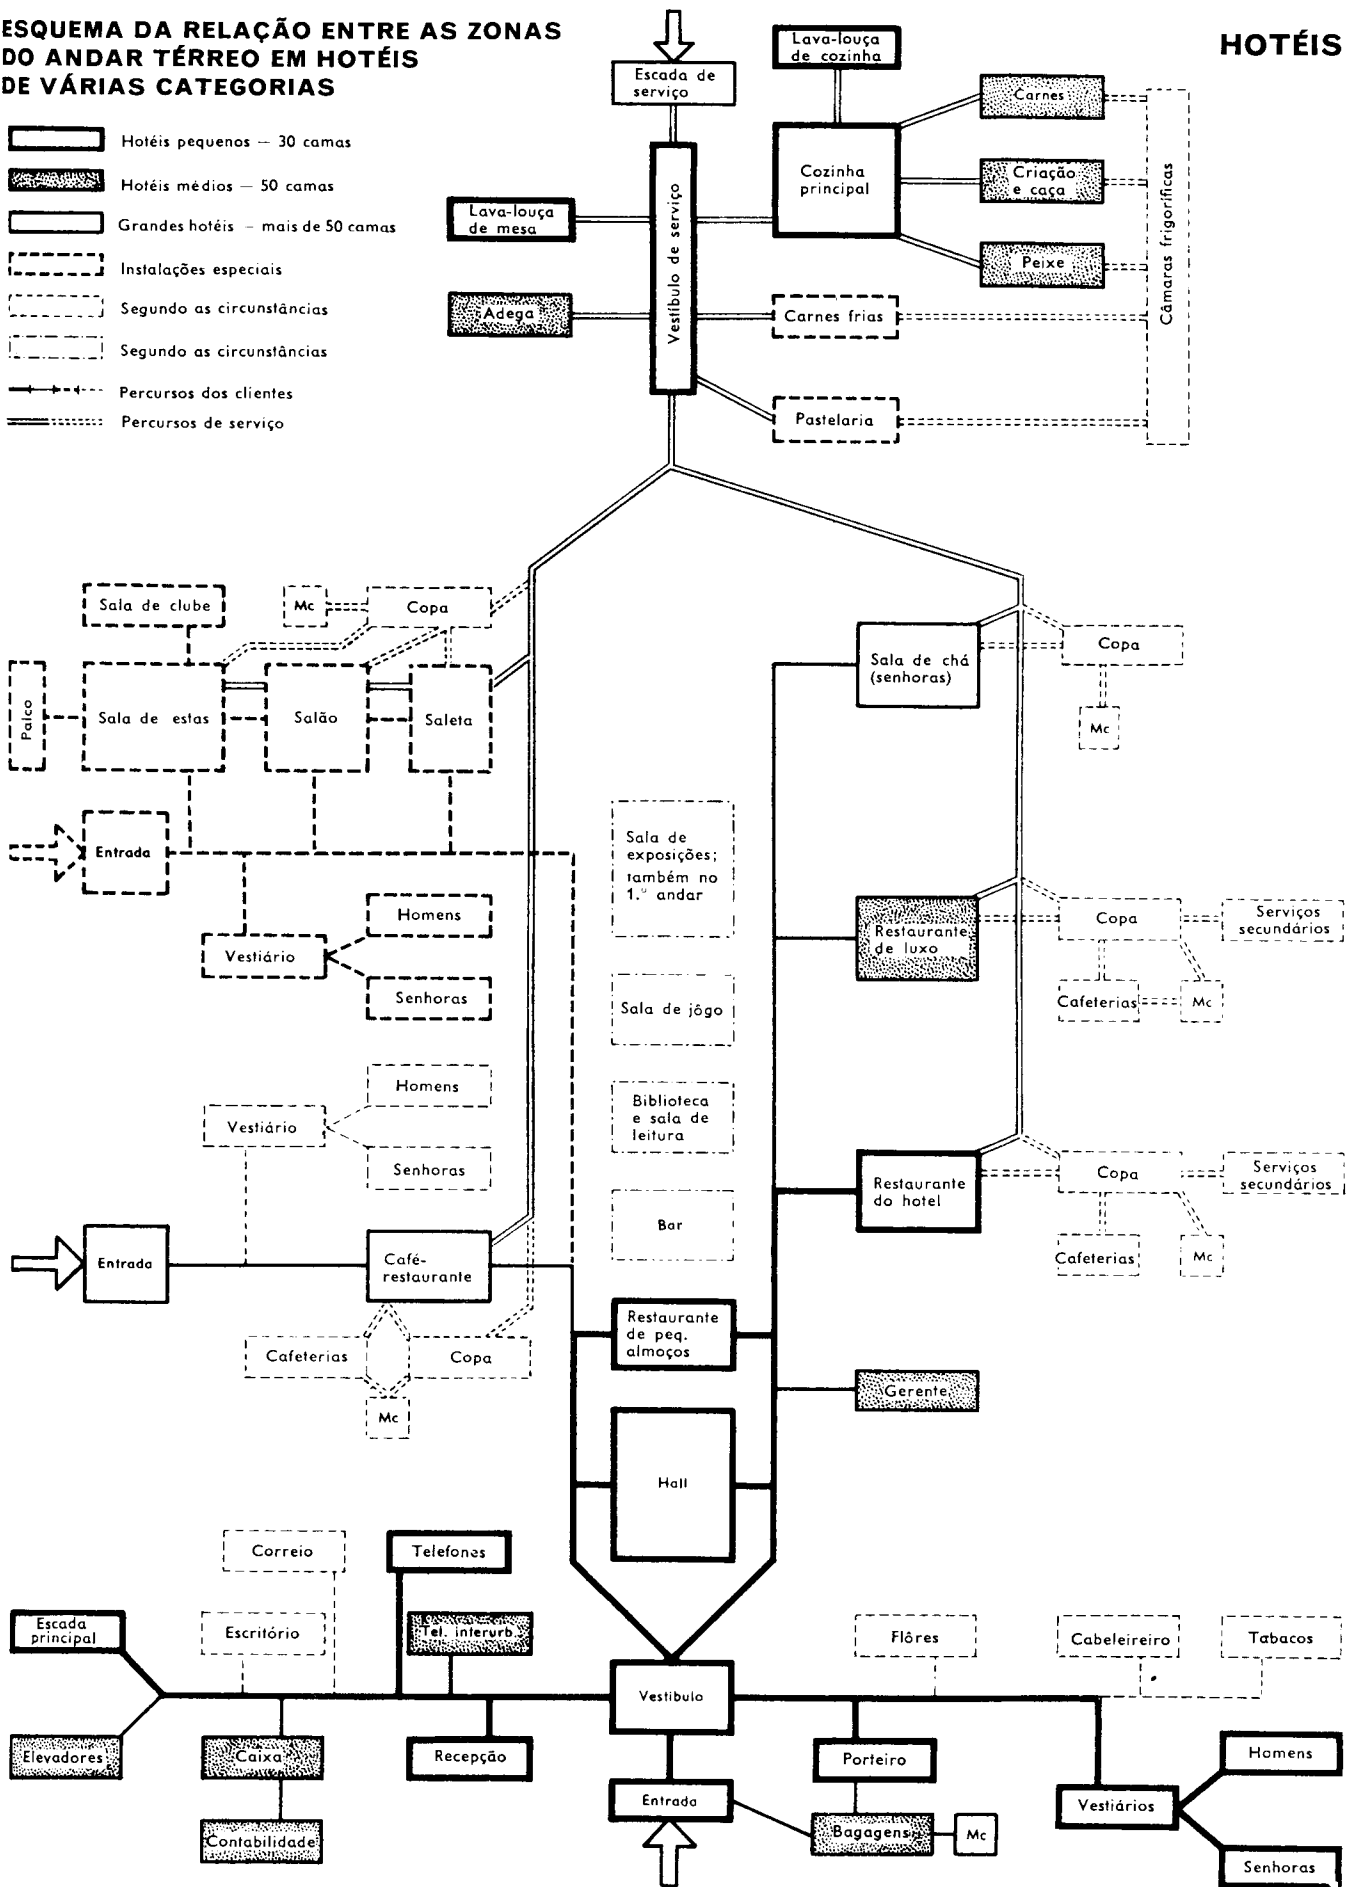 ESQUEMA DA RELAÇÃO ENTRE AS ZONAS
DO ANDAR TÉRREO EM HOTÉIS
DE VÁRIAS CATEGORIAS
HOTÉIS
Hotéis pequenos — 30 camas
Hotéis médios — 50 camas
Grandes hotéis — mais de 50 camas
Instalações especiais
Segundo as circunstâncias
Segundo as circunstâncias
Percursos dos clientes
Percursos de serviço
Escada de
serviço
Lava-louça
de cozinha
Carnes
Cozinha
principal
Criação
e caça
Peixe
Câmaras frigoríficas
Lava-louça
de mesa
Vestíbulo de serviço
Adega
Carnes frias
Pastelaria
Sala de clube
Mc
Copa
Palco
Sala de estas
Salão
Saleta
Entrada
Vestiário
Homens
Senhoras
Sala de chá
(senhoras)
Copa
Mc
Sala de
exposições;
também no
1.º andar
Restaurante
de luxo
Copa
Serviços
secundários
Cafeterias
Mc
Sala de jôgo
Biblioteca
e sala de
leitura
Bar
Homens
Vestiário
Senhoras
Restaurante
do hotel
Copa
Serviços
secundários
Cafeterias
Mc
Entrada
Café-
restaurante
Cafeterias
Copa
Mc
Restaurante
de peq.
almoços
Gerente
Hall
Correio
Telefones
Escada
principal
Escritório
Tel. interurb.
Flôres
Cabeleireiro
Tabacos
Vestíbulo
Elevadores
Caixa
Recepção
Porteiro
Homens
Entrada
Vestiários
Contabilidade
Bagagens
Mc
Senhoras